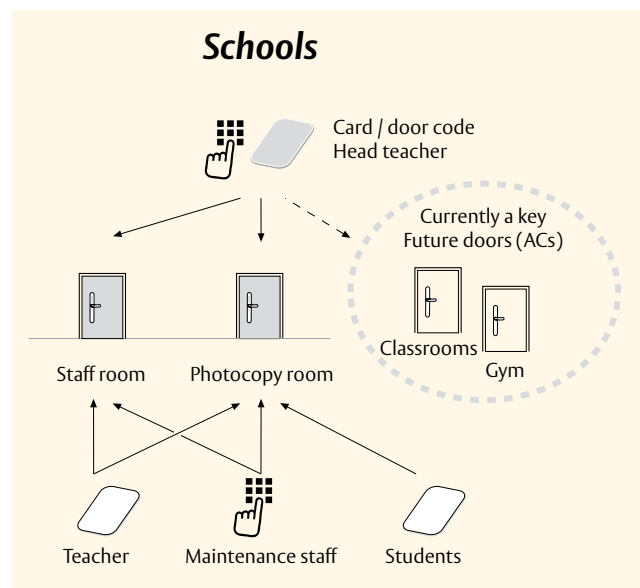 Schools
Card / door code
Head teacher
Currently a key
Future doors (ACs)
Classrooms
Gym
Staff room
Photocopy room
Teacher
Maintenance staff
Students